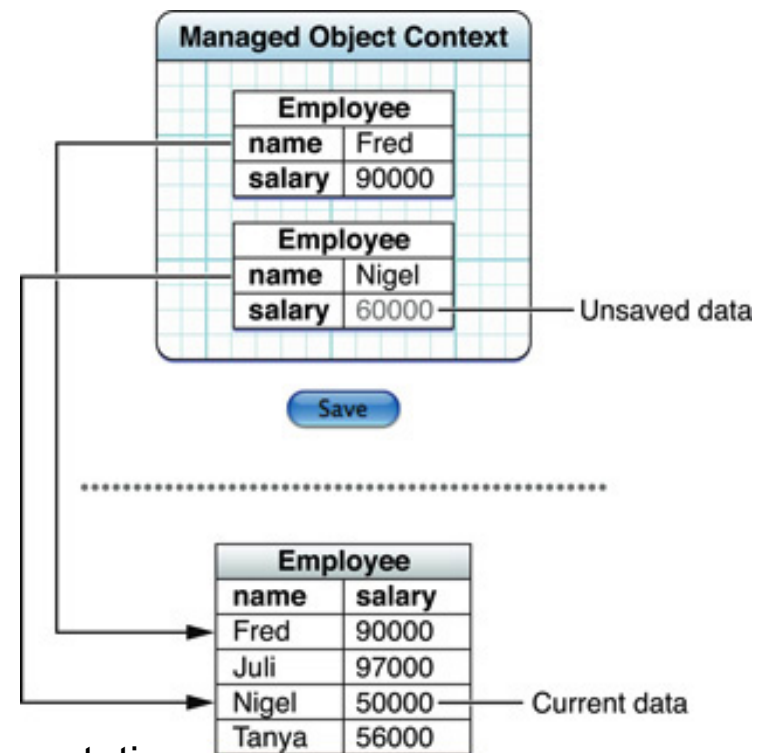 Managed Object Context
Employee
name Fred
salary 90000
Employee
name Nigel
salary 60000 Unsaved data
Save
Employee
name salary
Fred 90000
Juli 97000
Nigel 50000 Current data
Tanya 56000